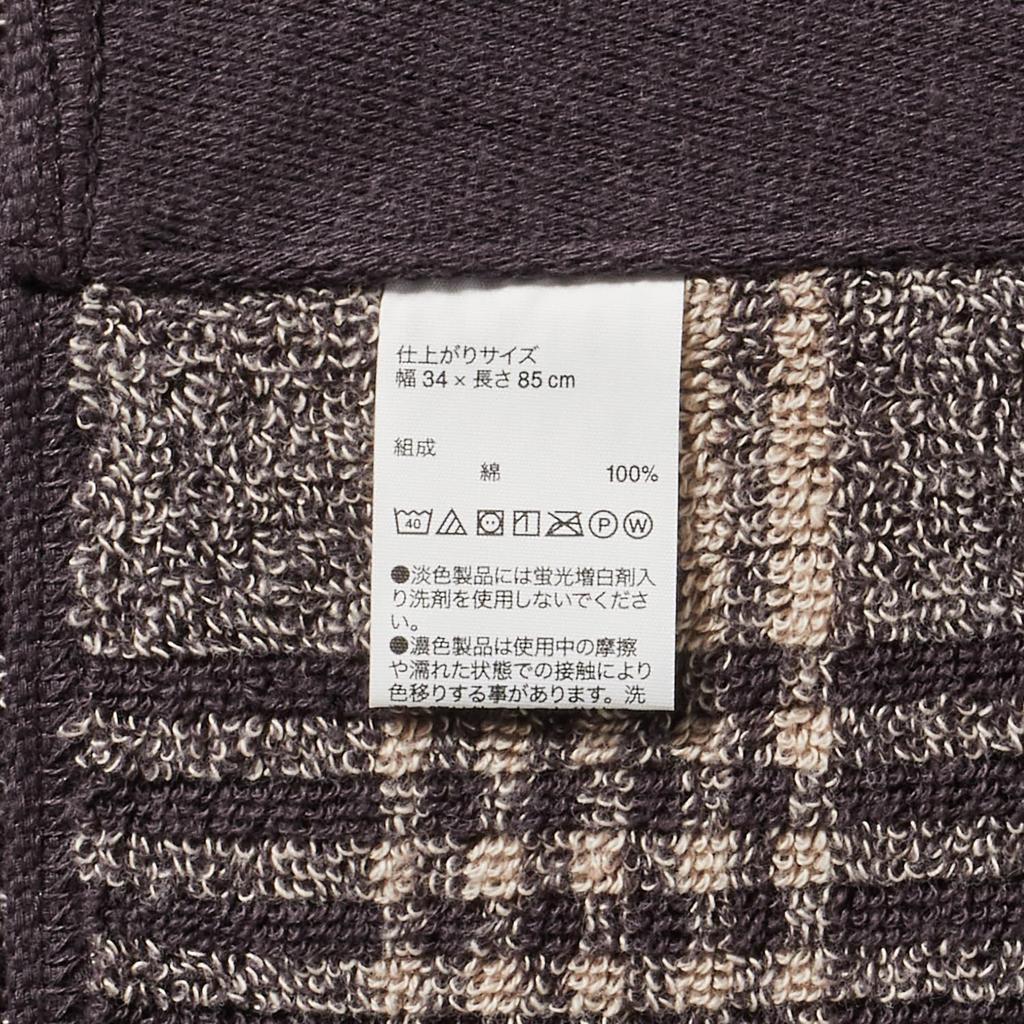 仕上がりサイズ
幅 34 × 長さ 85 cm
組成
綿 100%
40 P W
●淡色製品には蛍光増白剤入
り洗剤を使用しないでくださ
い。
●濃色製品は使用中の摩擦
や濡れた状態での接触により
色移りする事があります。洗